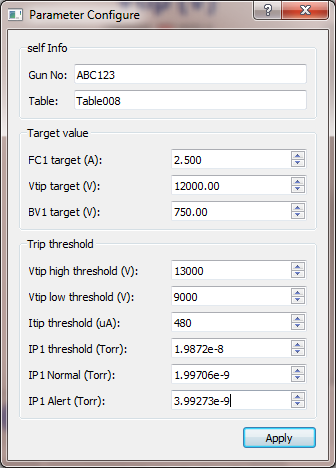 Parameter Configure
self Info
Gun No: ABC123
Table: Table008
Target value
FC1 target (A): 2.500
Vtip target (V): 12000.00
BV1 target (V): 750.00
Trip threshold
Vtip high threshold (V): 13000
Vtip low threshold (V): 9000
Itip threshold (uA): 480
IP1 threshold (Torr): 1.9872e-8
IP1 Normal (Torr): 1.99706e-9
IP1 Alert (Torr): 3.99273e-9
Apply